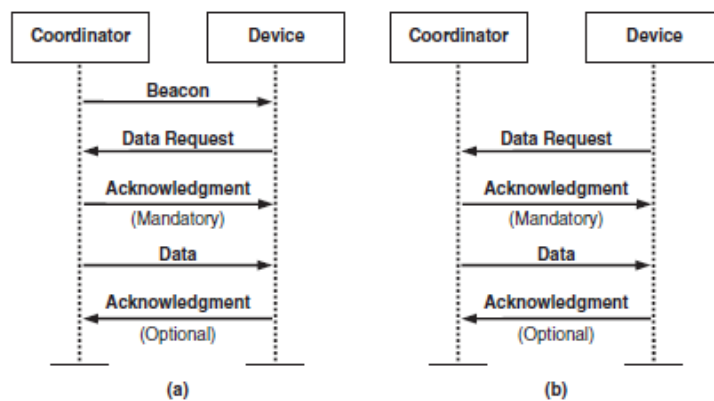 Coordinator Device
Beacon
Data Request
Acknowledgment
(Mandatory)
Data
Acknowledgment
(Optional)
(a)
Coordinator Device
Data Request
Acknowledgment
(Mandatory)
Data
Acknowledgment
(Optional)
(b)